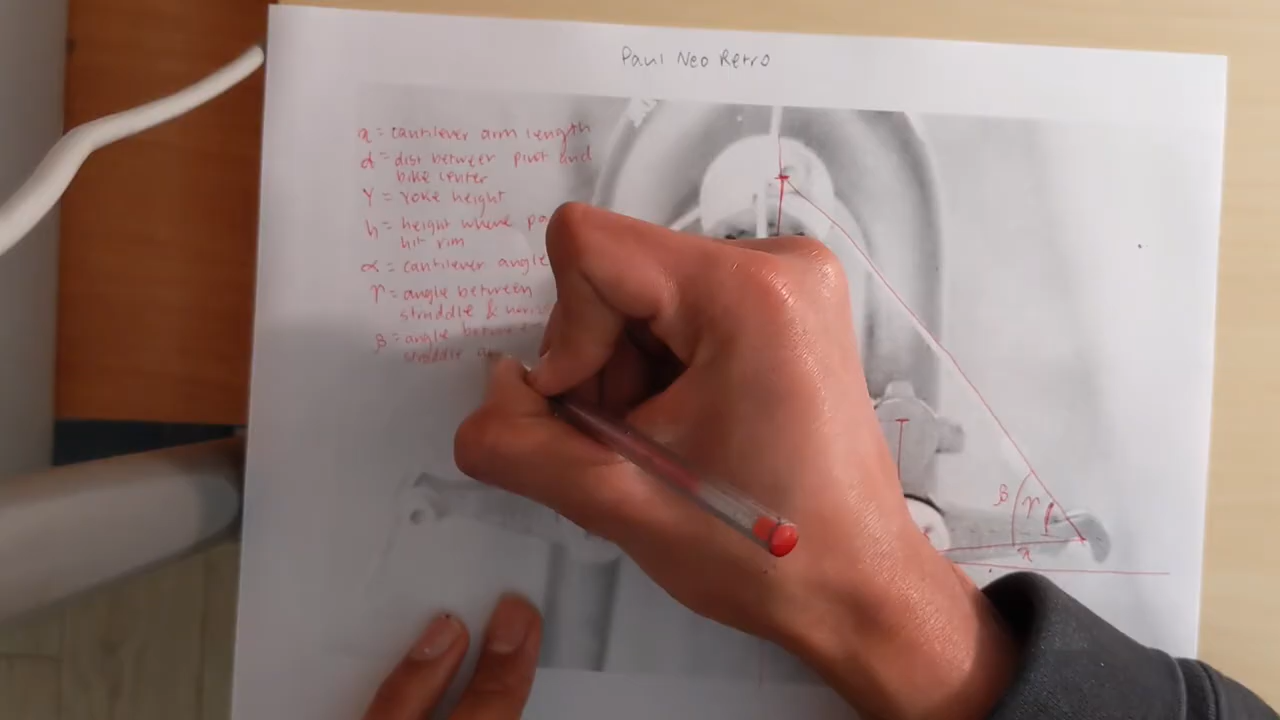 Paul Neo Retro
x = cantilever arm length
d = dist between pivot and
bike center
Y = Yoke height
h = height where
hit rim
α = cantilever angle
γ = angle between
straddle &
β = angle between
straddle
β γ
x